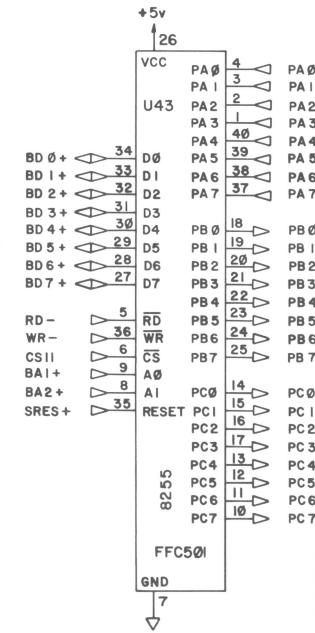 +5v
26
VCC
U43
PAØ 4 PAØ
PA1 3 PA1
PA2 2 PA2
PA3 1 PA3
PA4 40 PA4
PA5 39 PA5
PA6 38 PA6
PA7 37 PA7
BDØ+ 34 DØ
BD1+ 33 D1
BD2+ 32 D2
BD3+ 31 D3
BD4+ 30 D4
BD5+ 29 D5
BD6+ 28 D6
BD7+ 27 D7
PBØ 18 PBØ
PB1 19 PB1
PB2 20 PB2
PB3 21 PB3
PB4 22 PB4
PB5 23 PB5
PB6 24 PB6
PB7 25 PB7
RD- 5 RD
WR- 36 WR
CS11 6 CS
BA1+ 9 AØ
BA2+ 8 A1
SRES+ 35 RESET
PCØ 14 PCØ
PC1 15 PC1
PC2 16 PC2
PC3 17 PC3
PC4 13 PC4
PC5 12 PC5
PC6 11 PC6
PC7 10 PC7
8255
FFC5Ø1
GND
7